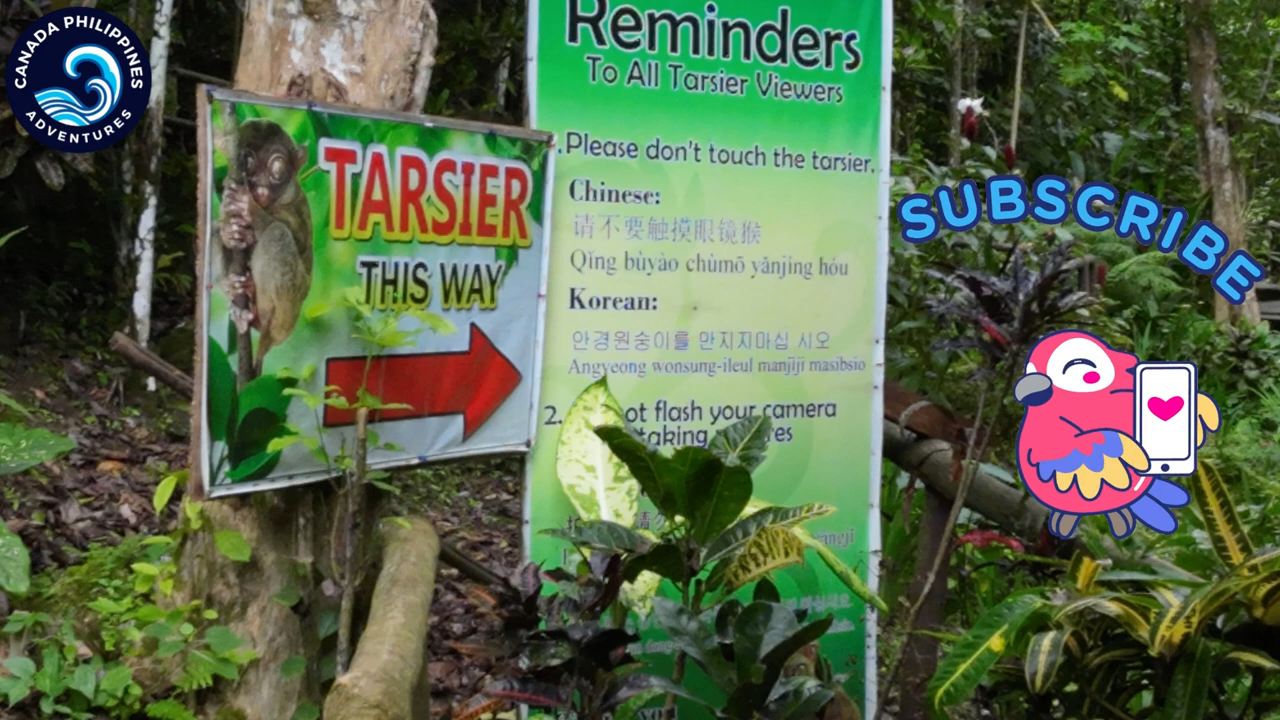 CANADA PHILIPPINES
ADVENTURES
TARSIER
THIS WAY
Reminders
To All Tarsier Viewers
.Please don't touch the tarsier.
Chinese:
请不要触摸眼镜猴
Qǐng bùyào chùmō yǎnjìng hóu
Korean:
안경원숭이를 만지지마십 시오
Angyeong wonsung-ileul manjiji masibsio
2. ot flash your camera
taking
SUBSCRIBE